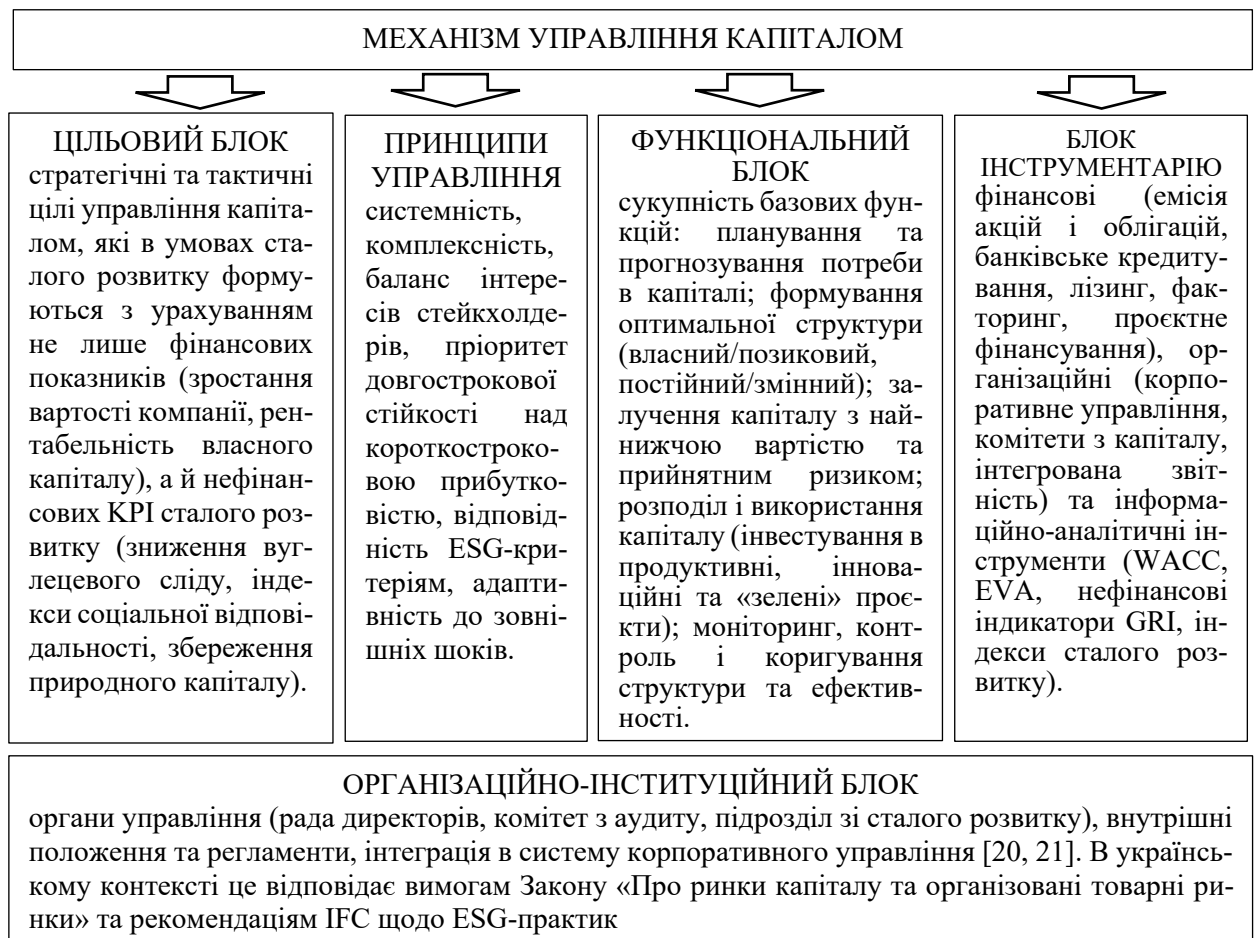 МЕХАНІЗМ УПРАВЛІННЯ КАПІТАЛОМ
ЦІЛЬОВИЙ БЛОК
стратегічні та тактичні
цілі управління капіта-
лом, які в умовах ста-
лого розвитку форму-
ються з урахуванням
не лише фінансових
показників (зростання
вартості компанії, рен-
табельність власного
капіталу), а й нефінан-
сових KPI сталого роз-
витку (зниження вуг-
лецевого сліду, інде-
кси соціальної відпові-
дальності, збереження
природного капіталу).
ПРИНЦИПИ
УПРАВЛІННЯ
системність,
комплексність,
баланс інтере-
сів стейкхолде-
рів, пріоритет
довгострокової
стійкості над
короткостроко-
вою прибутко-
вістю, відповід-
ність ESG-кри-
теріям, адапти-
вність до зовні-
шніх шоків.
ФУНКЦІОНАЛЬНИЙ
БЛОК
сукупність базових фун-
кцій: планування та
прогнозування потреби
в капіталі; формування
оптимальної структури
(власний/позиковий,
постійний/змінний); за-
лучення капіталу з най-
нижчою вартістю та
прийнятним ризиком;
розподіл і використання
капіталу (інвестування в
продуктивні, іннова-
ційні та «зелені» проє-
кти); моніторинг, конт-
роль і коригування
структури та ефектив-
ності.
БЛОК
ІНСТРУМЕНТАРІЮ
фінансові (емісія
акцій і облігацій,
банківське кредиту-
вання, лізинг, фак-
торинг, проєктне
фінансування), ор-
ганізаційні (корпо-
ративне управління,
комітети з капіталу,
інтегрована звіт-
ність) та інформа-
ційно-аналітичні ін-
струменти (WACC,
EVA, нефінансові
індикатори GRI, ін-
декси сталого роз-
витку).
ОРГАНІЗАЦІЙНО-ІНСТИТУЦІЙНИЙ БЛОК
органи управління (рада директорів, комітет з аудиту, підрозділ зі сталого розвитку), внутрішні
положення та регламенти, інтеграція в систему корпоративного управління [20, 21]. В українсь-
кому контексті це відповідає вимогам Закону «Про ринки капіталу та організовані товарні ри-
нки» та рекомендаціям IFC щодо ESG-практик